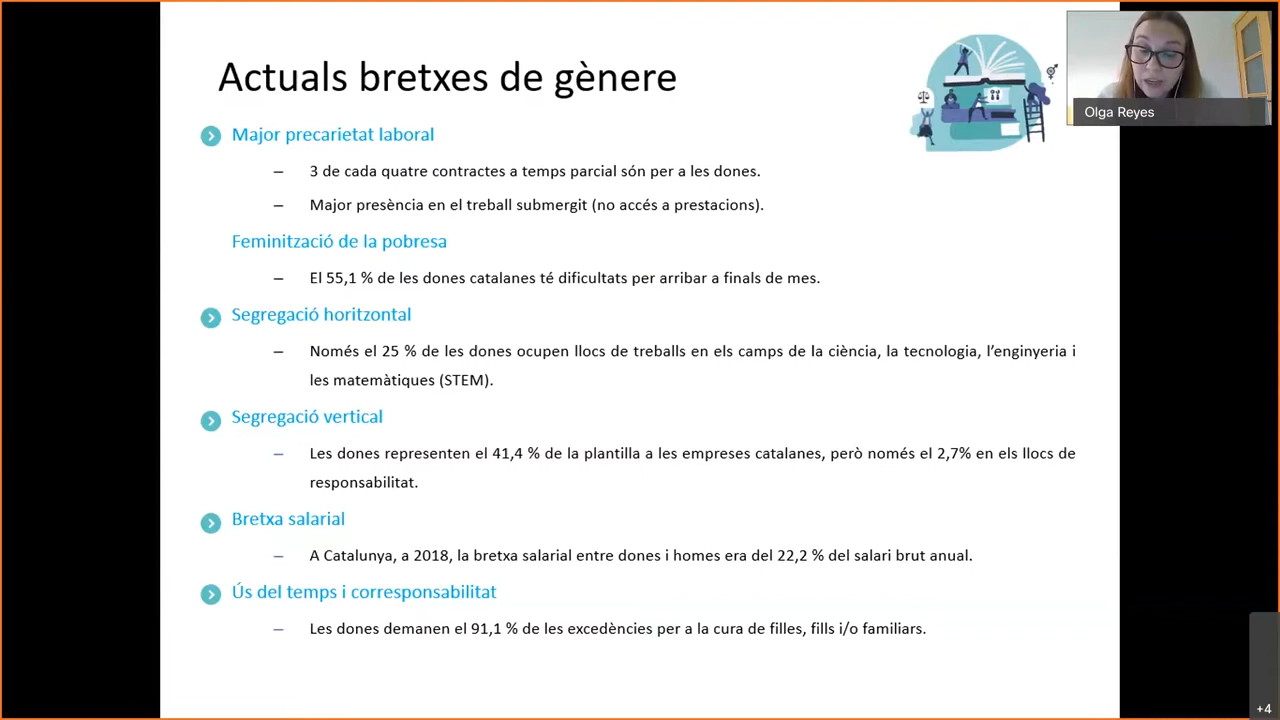 Actuals bretxes de gènere
Olga Reyes
Major precarietat laboral
– 3 de cada quatre contractes a temps parcial són per a les dones.
– Major presència en el treball submergit (no accés a prestacions).
Feminització de la pobresa
– El 55,1 % de les dones catalanes té dificultats per arribar a finals de mes.
Segregació horitzontal
– Només el 25 % de les dones ocupen llocs de treballs en els camps de la ciència, la tecnologia, l’enginyeria i
les matemàtiques (STEM).
Segregació vertical
– Les dones representen el 41,4 % de la plantilla a les empreses catalanes, però només el 2,7% en els llocs de
responsabilitat.
Bretxa salarial
– A Catalunya, a 2018, la bretxa salarial entre dones i homes era del 22,2 % del salari brut anual.
Ús del temps i corresponsabilitat
– Les dones demanen el 91,1 % de les excedències per a la cura de filles, fills i/o familiars.
+4